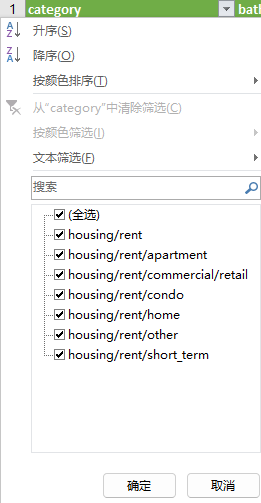 1 category bath
升序(S)
降序(O)
按颜色排序(T)
从“category”中清除筛选(C)
按颜色筛选(I)
文本筛选(F)
搜索
(全选)
housing/rent
housing/rent/apartment
housing/rent/commercial/retail
housing/rent/condo
housing/rent/home
housing/rent/other
housing/rent/short_term
确定 取消